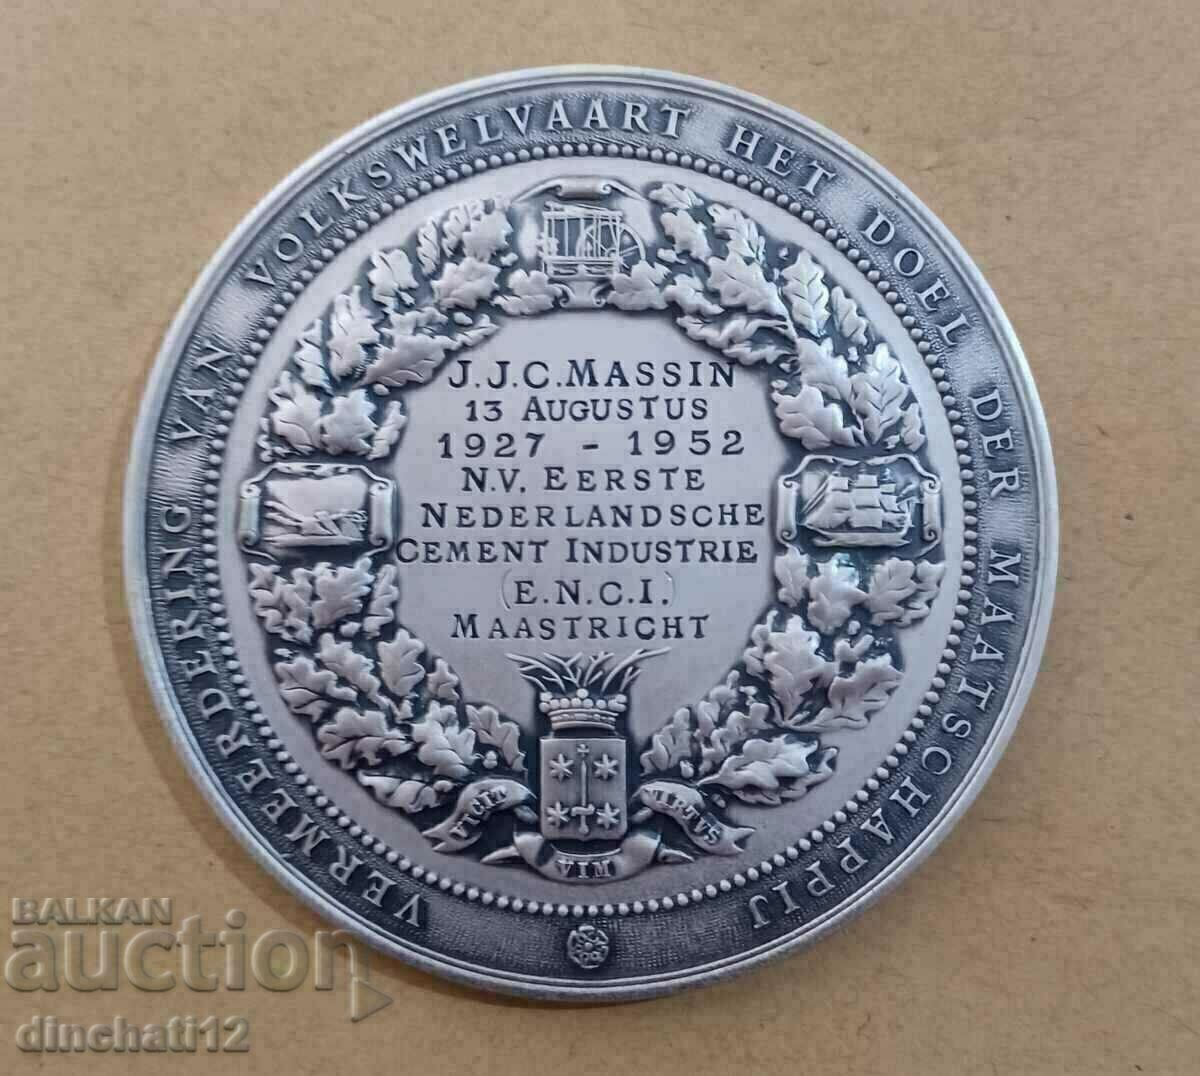 VERMEERDERING VAN VOLKSWELVAART HET DOEL DER MAATSCHAPPIJ
J.J.C. MASSIN
13 AUGUSTUS
1927 - 1952
N.V. EERSTE
NEDERLANDSCHE
CEMENT INDUSTRIE
(E.N.C.I.)
MAASTRICHT
VICIT VIM VIRTVS
BALKAN
auction
dinchati12